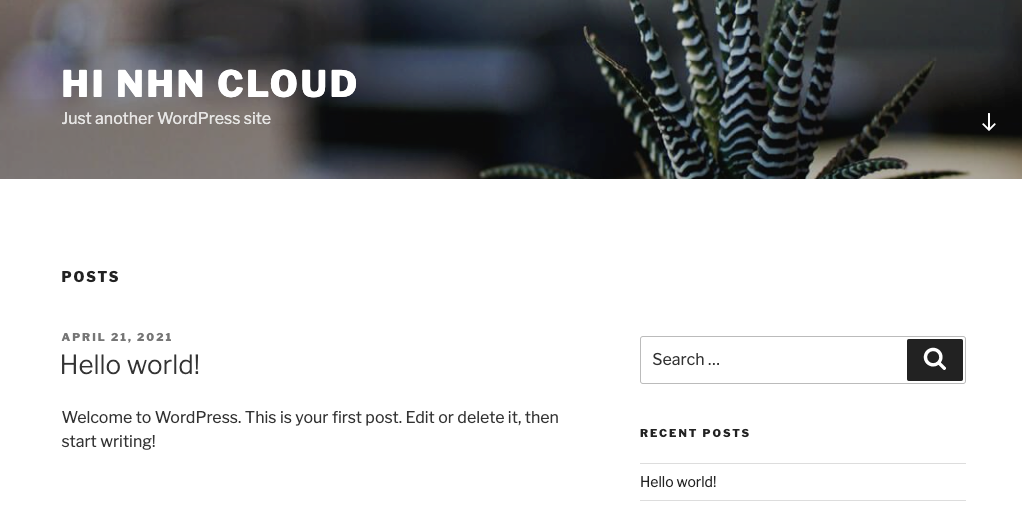 HI NHN CLOUD
Just another WordPress site
POSTS
APRIL 21, 2021
Hello world!
Welcome to WordPress. This is your first post. Edit or delete it, then
start writing!
Search …
RECENT POSTS
Hello world!